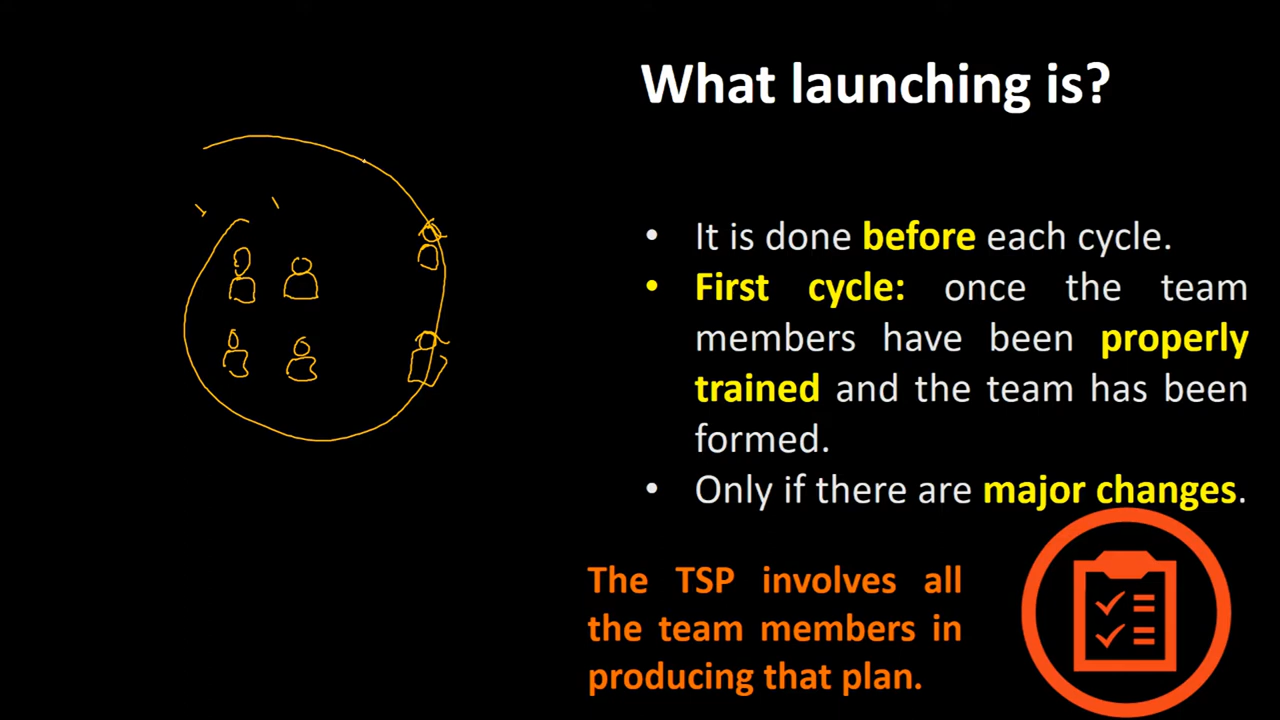 What launching is?
• It is done before each cycle.
• First cycle: once the team
members have been properly
trained and the team has been
formed.
• Only if there are major changes.
The TSP involves all
the team members in
producing that plan.